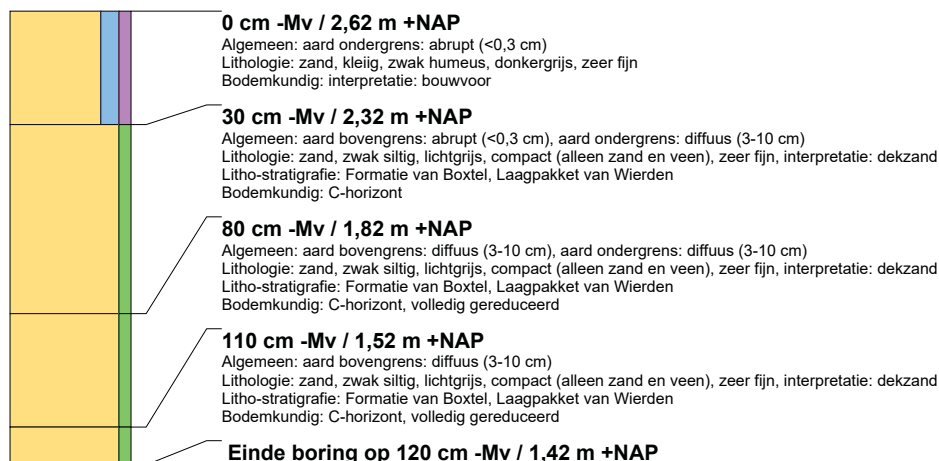 0 cm -Mv / 2,62 m +NAP
Algemeen: aard ondergrens: abrupt (<0,3 cm)
Lithologie: zand, kleiig, zwak humeus, donkergrijs, zeer fijn
Bodemkundig: interpretatie: bouwvoor
30 cm -Mv / 2,32 m +NAP
Algemeen: aard bovengrens: abrupt (<0,3 cm), aard ondergrens: diffuus (3-10 cm)
Lithologie: zand, zwak siltig, lichtgrijs, compact (alleen zand en veen), zeer fijn, interpretatie: dekzand
Litho-stratigrafie: Formatie van Boxtel, Laagpakket van Wierden
Bodemkundig: C-horizont
80 cm -Mv / 1,82 m +NAP
Algemeen: aard bovengrens: diffuus (3-10 cm), aard ondergrens: diffuus (3-10 cm)
Lithologie: zand, zwak siltig, lichtgrijs, compact (alleen zand en veen), zeer fijn, interpretatie: dekzand
Litho-stratigrafie: Formatie van Boxtel, Laagpakket van Wierden
Bodemkundig: C-horizont, volledig gereduceerd
110 cm -Mv / 1,52 m +NAP
Algemeen: aard bovengrens: diffuus (3-10 cm)
Lithologie: zand, zwak siltig, lichtgrijs, compact (alleen zand en veen), zeer fijn, interpretatie: dekzand
Litho-stratigrafie: Formatie van Boxtel, Laagpakket van Wierden
Bodemkundig: C-horizont, volledig gereduceerd
Einde boring op 120 cm -Mv / 1,42 m +NAP